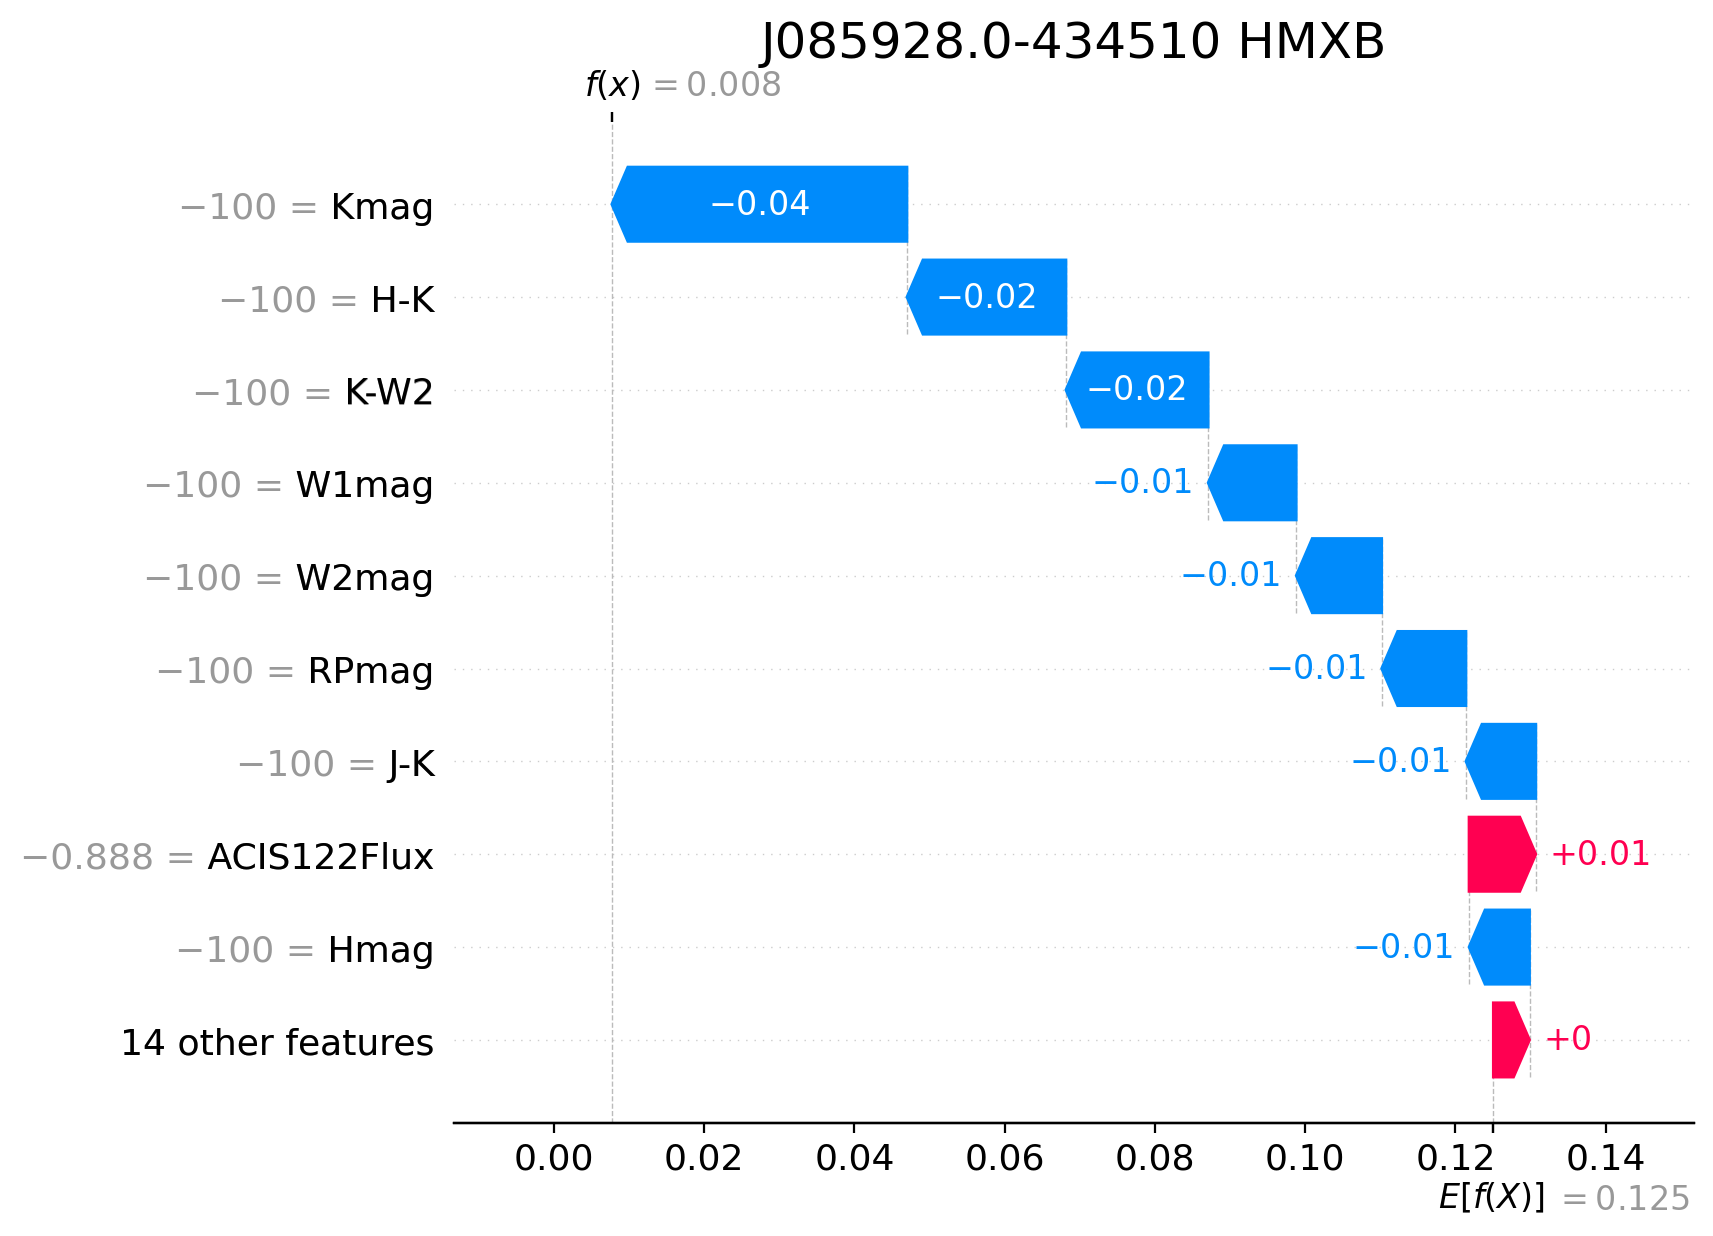 J085928.0-434510 HMXB
f(x) = 0.008
−100 = Kmag −0.04
−100 = H-K −0.02
−100 = K-W2 −0.02
−100 = W1mag −0.01
−100 = W2mag −0.01
−100 = RPmag −0.01
−100 = J-K −0.01
−0.888 = ACIS122Flux +0.01
−100 = Hmag −0.01
14 other features +0
0.00 0.02 0.04 0.06 0.08 0.10 0.12 0.14
E[f(X)] = 0.125